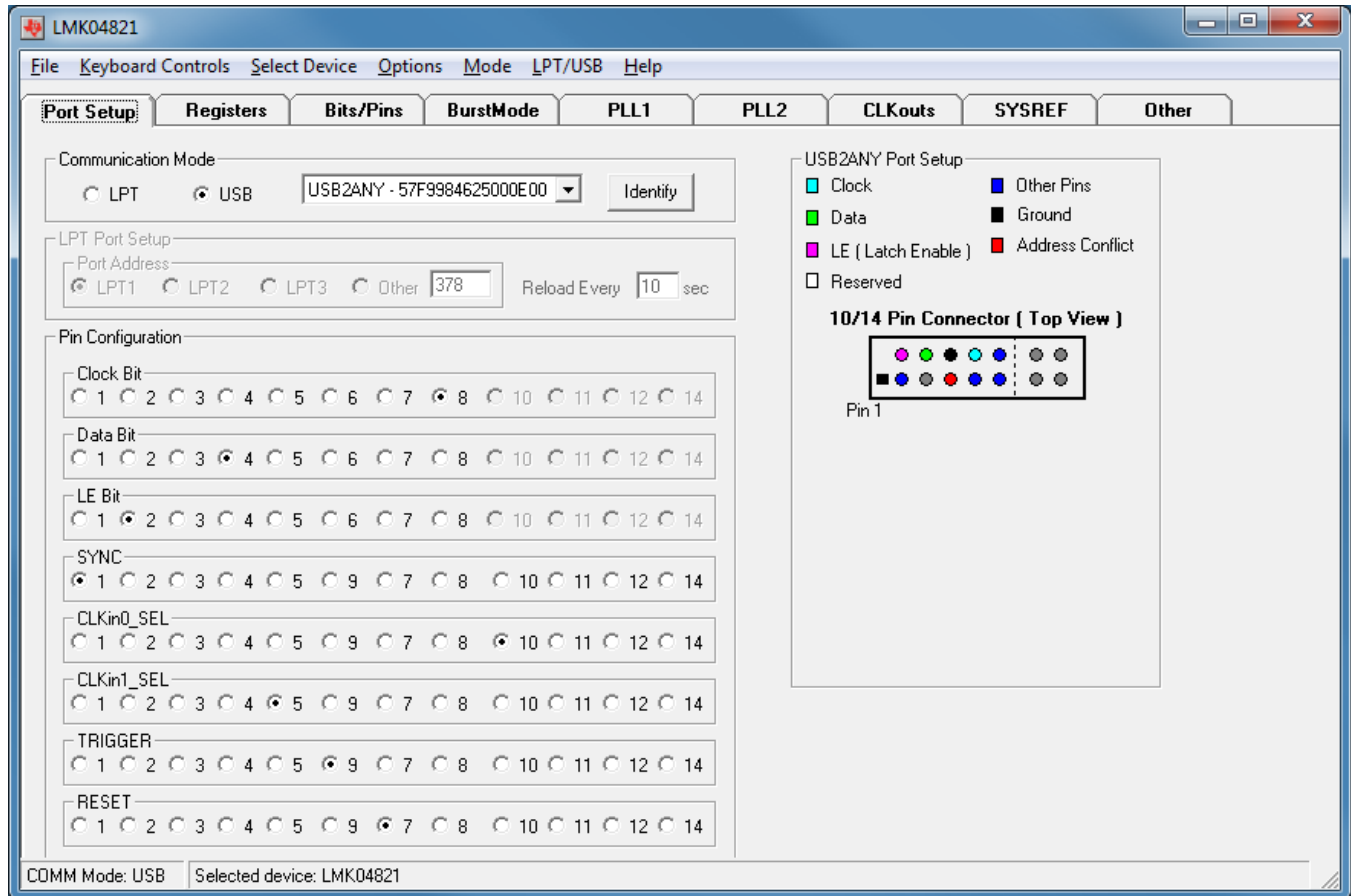 LMK04821
File Keyboard Controls Select Device Options Mode LPT/USB Help
Port Setup Registers Bits/Pins BurstMode PLL1 PLL2 CLKouts SYSREF Other
Communication Mode
LPT USB USB2ANY - 57F9984625000E00 Identify
LPT Port Setup
Port Address
LPT1 LPT2 LPT3 Other 378 Reload Every 10 sec
Pin Configuration
Clock Bit
1 2 3 4 5 6 7 8 10 11 12 14
Data Bit
1 2 3 4 5 6 7 8 10 11 12 14
LE Bit
1 2 3 4 5 6 7 8 10 11 12 14
SYNC
1 2 3 4 5 9 7 8 10 11 12 14
CLKin0_SEL
1 2 3 4 5 9 7 8 10 11 12 14
CLKin1_SEL
1 2 3 4 5 9 7 8 10 11 12 14
TRIGGER
1 2 3 4 5 9 7 8 10 11 12 14
RESET
1 2 3 4 5 9 7 8 10 11 12 14
USB2ANY Port Setup
Clock Other Pins
Data Ground
LE ( Latch Enable ) Address Conflict
Reserved
10/14 Pin Connector ( Top View )
Pin 1
COMM Mode: USB Selected device: LMK04821